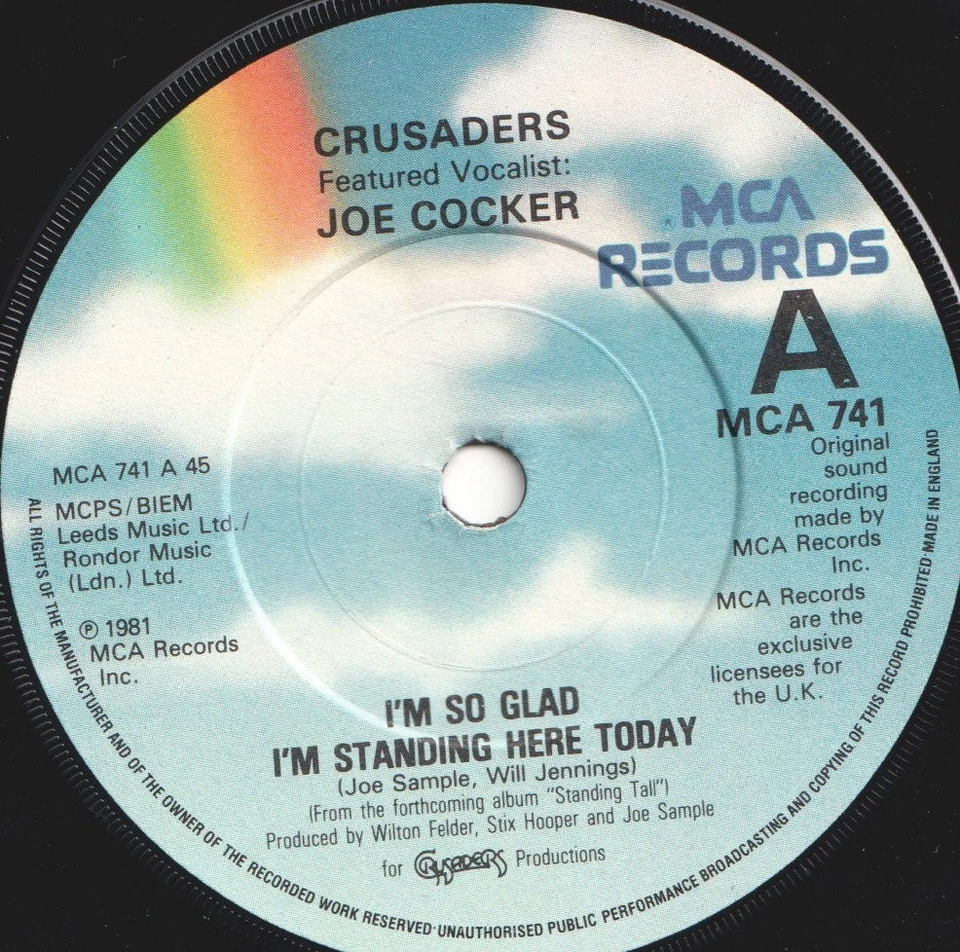 CRUSADERS
Featured Vocalist:
JOE COCKER
MCA
RECORDS
A
MCA 741
Original
sound
recording
made by
MCA Records
Inc.
MCA Records
are the
exclusive
licensees for
the U.K.
MCA 741 A 45
MCPS/BIEM
Leeds Music Ltd./
Rondor Music
(Ldn.) Ltd.
Ⓟ 1981
MCA Records
Inc.
I'M SO GLAD
I'M STANDING HERE TODAY
(Joe Sample, Will Jennings)
(From the forthcoming album "Standing Tall")
Produced by Wilton Felder, Stix Hooper and Joe Sample
for CRUSADERS Productions
ALL RIGHTS OF THE MANUFACTURER AND OF THE OWNER OF THE RECORDED WORK RESERVED·UNAUTHORISED PUBLIC PERFORMANCE BROADCASTING AND COPYING OF THIS RECORD PROHIBITED·MADE IN ENGLAND